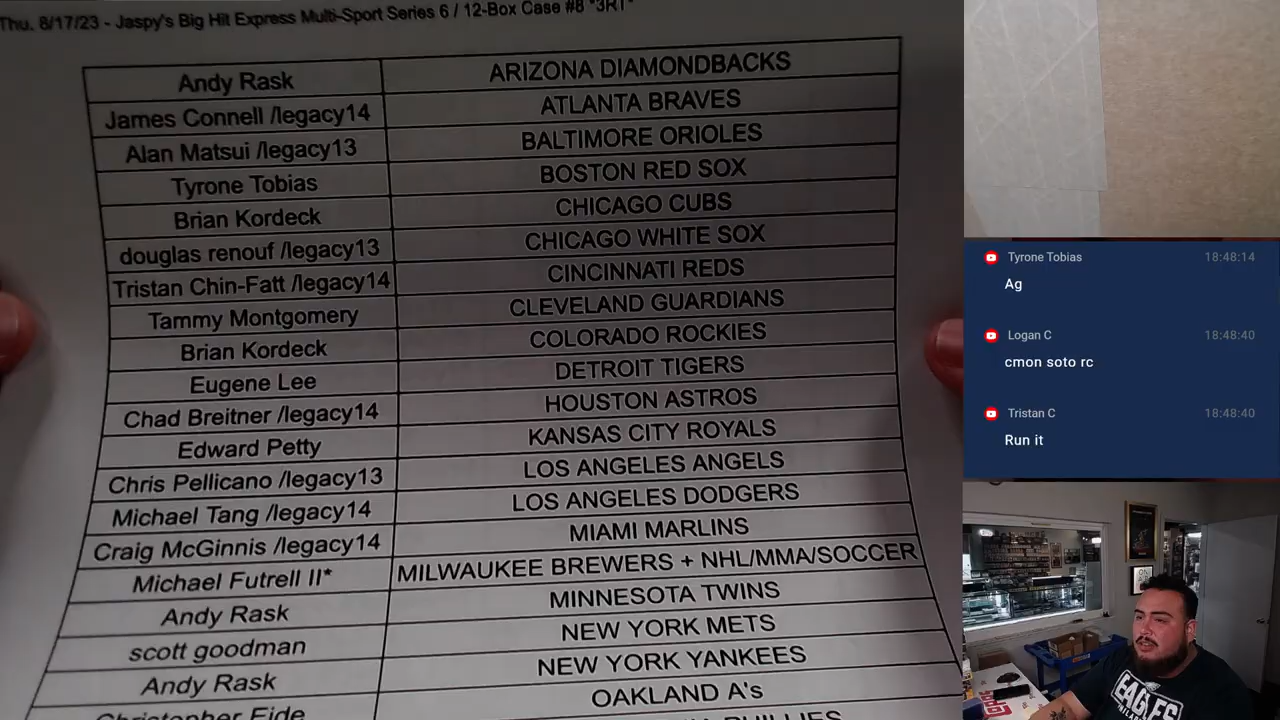 Thu. 8/17/23 - Jaspy's Big Hit Express Multi-Sport Series 6 / 12-Box Case #8 *3RT*
Andy Rask ARIZONA DIAMONDBACKS
James Connell /legacy14 ATLANTA BRAVES
Alan Matsui /legacy13 BALTIMORE ORIOLES
Tyrone Tobias BOSTON RED SOX
Brian Kordeck CHICAGO CUBS
douglas renouf /legacy13 CHICAGO WHITE SOX
Tristan Chin-Fatt /legacy14 CINCINNATI REDS
Tammy Montgomery CLEVELAND GUARDIANS
Brian Kordeck COLORADO ROCKIES
Eugene Lee DETROIT TIGERS
Chad Breitner /legacy14 HOUSTON ASTROS
Edward Petty KANSAS CITY ROYALS
Chris Pellicano /legacy13 LOS ANGELES ANGELS
Michael Tang /legacy14 LOS ANGELES DODGERS
Craig McGinnis /legacy14 MIAMI MARLINS
Michael Futrell II* MILWAUKEE BREWERS + NHL/MMA/SOCCER
Andy Rask MINNESOTA TWINS
scott goodman NEW YORK METS
Andy Rask NEW YORK YANKEES
Christopher Eide OAKLAND A's
PHILLIES
Tyrone Tobias 18:48:14
Ag
Logan C 18:48:40
cmon soto rc
Tristan C 18:48:40
Run it
EAGLES